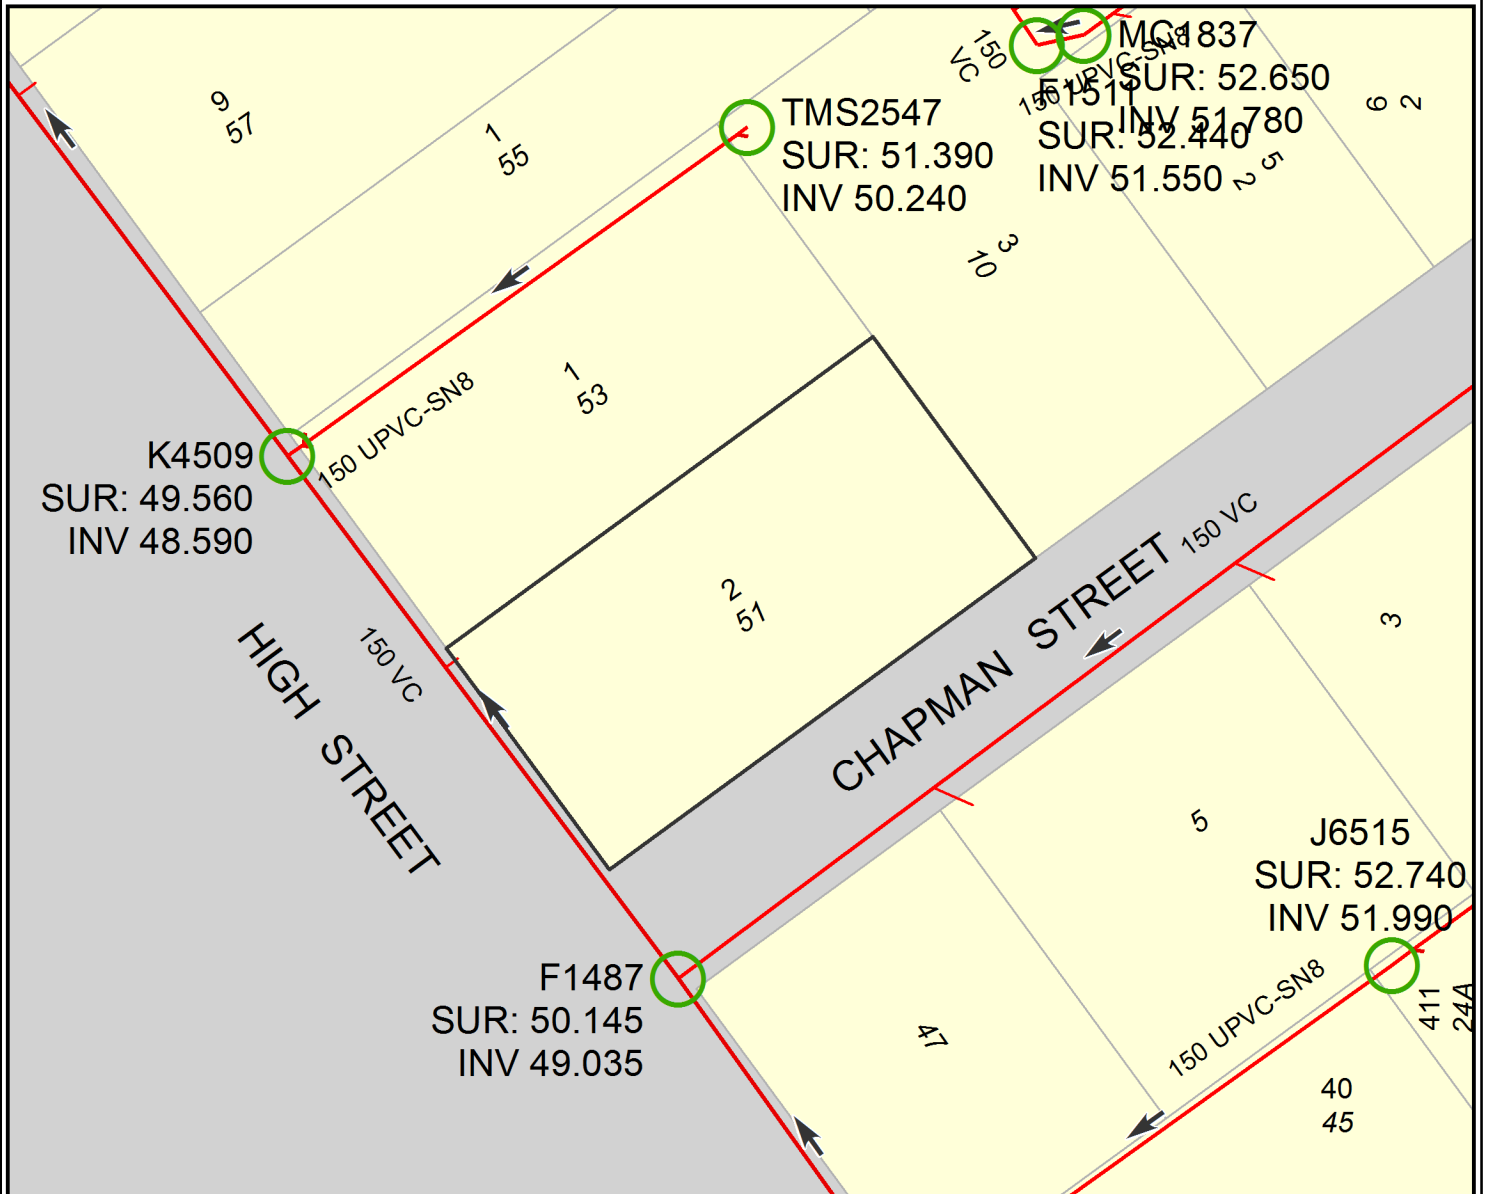 MC1837
SUR: 52.650
INV 51.780
150
VC
150 UPVC-SN8
F1511
SUR: 52.440
INV 51.550
TMS2547
SUR: 51.390
INV 50.240
9
57
1
55
6
2
5
2
3
10
1
53
150 UPVC-SN8
K4509
SUR: 49.560
INV 48.590
2
51
150 VC
CHAPMAN STREET
HIGH STREET
150 VC
3
5
J6515
SUR: 52.740
INV 51.990
F1487
SUR: 50.145
INV 49.035
47
150 UPVC-SN8
411
24A
40
45